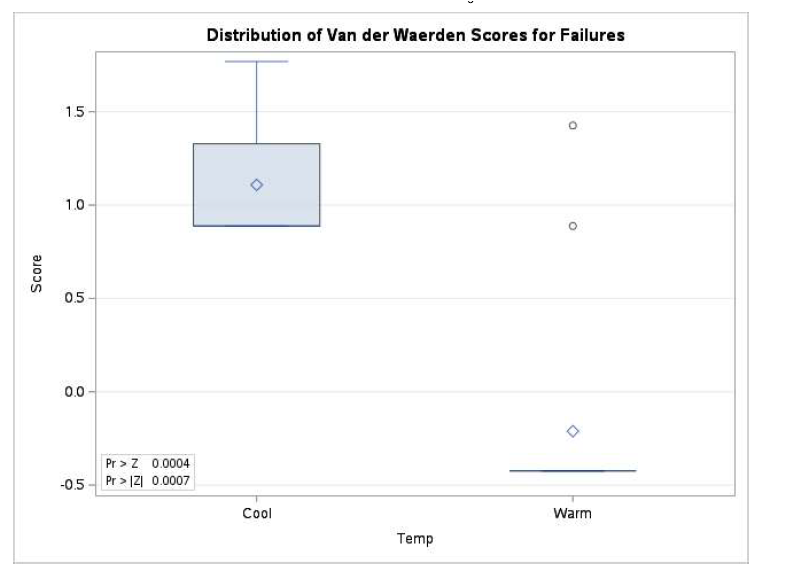 Distribution of Van der Waerden Scores for Failures
1.5
1.0
0.5
0.0
-0.5
Score
Pr > Z 0.0004
Pr > |Z| 0.0007
Cool Warm
Temp